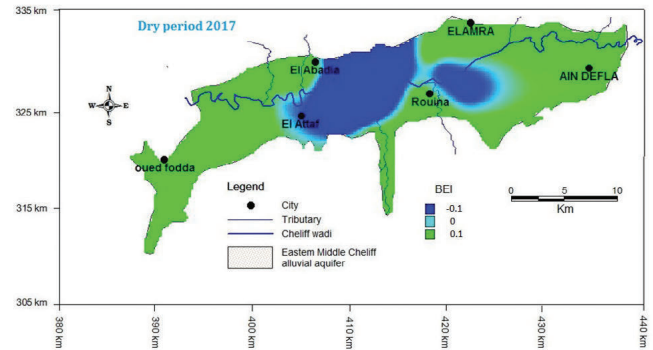 Dry period 2017
335 km
325 km
315 km
305 km
N
W E
S
ELAMRA
El Abadia
AIN DEFLA
Rouina
El Attaf
oued fodda
Legend
City
Tributary
Cheliff wadi
Eastem Middle Cheliff
alluvial aquifer
BEI
-0.1
0
0.1
0 5 10
Km
380 km
390 km
400 km
410 km
420 km
430 km
440 km